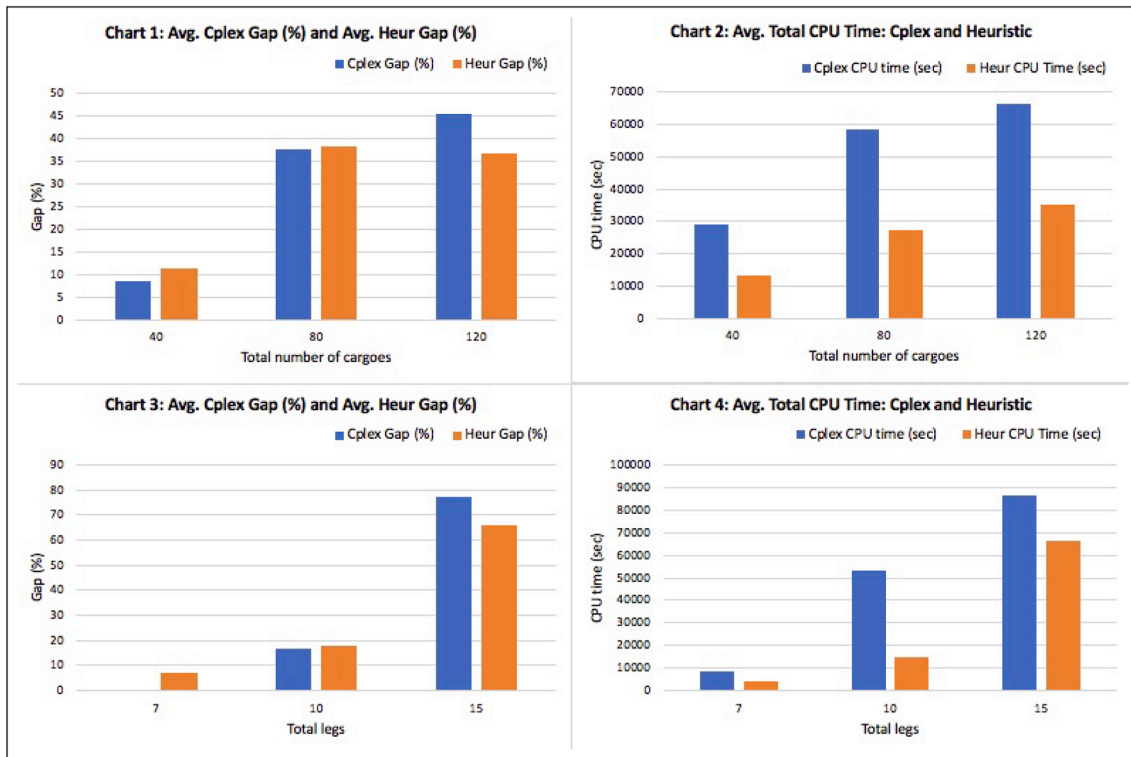 Chart 1: Avg. Cplex Gap (%) and Avg. Heur Gap (%)
Cplex Gap (%) Heur Gap (%)
50
45
40
35
30
25
20
15
10
5
0
Gap (%)
40 80 120
Total number of cargoes
Chart 2: Avg. Total CPU Time: Cplex and Heuristic
Cplex CPU time (sec) Heur CPU Time (sec)
70000
60000
50000
40000
30000
20000
10000
0
CPU time (sec)
40 80 120
Total number of cargoes
Chart 3: Avg. Cplex Gap (%) and Avg. Heur Gap (%)
Cplex Gap (%) Heur Gap (%)
90
80
70
60
50
40
30
20
10
0
Gap (%)
7 10 15
Total legs
Chart 4: Avg. Total CPU Time: Cplex and Heuristic
Cplex CPU time (sec) Heur CPU Time (sec)
100000
90000
80000
70000
60000
50000
40000
30000
20000
10000
0
CPU time (sec)
7 10 15
Total legs